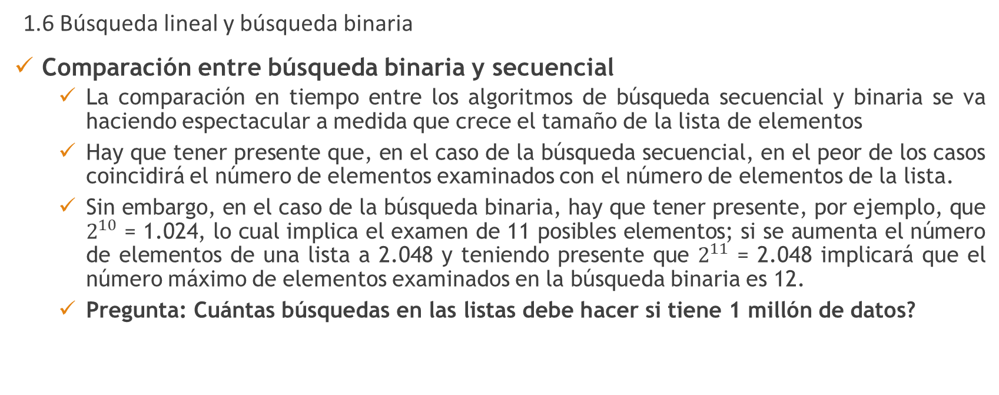 1.6 Búsqueda lineal y búsqueda binaria
✓ Comparación entre búsqueda binaria y secuencial
✓ La comparación en tiempo entre los algoritmos de búsqueda secuencial y binaria se va
haciendo espectacular a medida que crece el tamaño de la lista de elementos
✓ Hay que tener presente que, en el caso de la búsqueda secuencial, en el peor de los casos
coincidirá el número de elementos examinados con el número de elementos de la lista.
✓ Sin embargo, en el caso de la búsqueda binaria, hay que tener presente, por ejemplo, que
2¹⁰ = 1.024, lo cual implica el examen de 11 posibles elementos; si se aumenta el número
de elementos de una lista a 2.048 y teniendo presente que 2¹¹ = 2.048 implicará que el
número máximo de elementos examinados en la búsqueda binaria es 12.
✓ Pregunta: Cuántas búsquedas en las listas debe hacer si tiene 1 millón de datos?